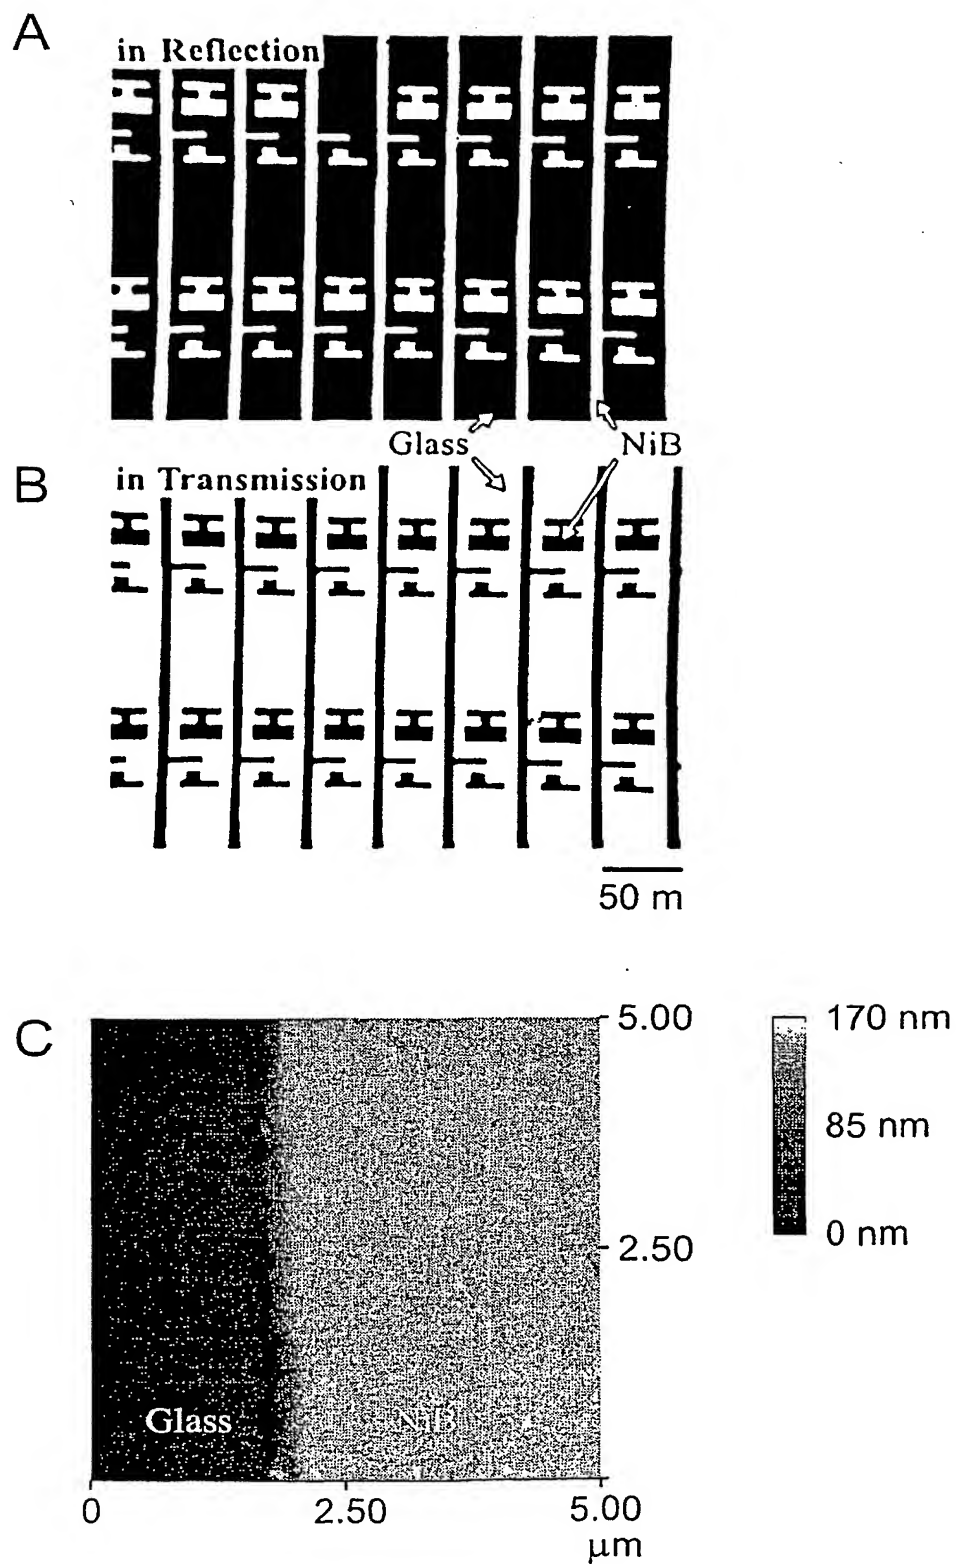 A
in Reflection
Glass
NiB
B
in Transmission
50 m
C
5.00
170 nm
85 nm
2.50
0 nm
Glass
NiB
0
2.50
5.00
μm